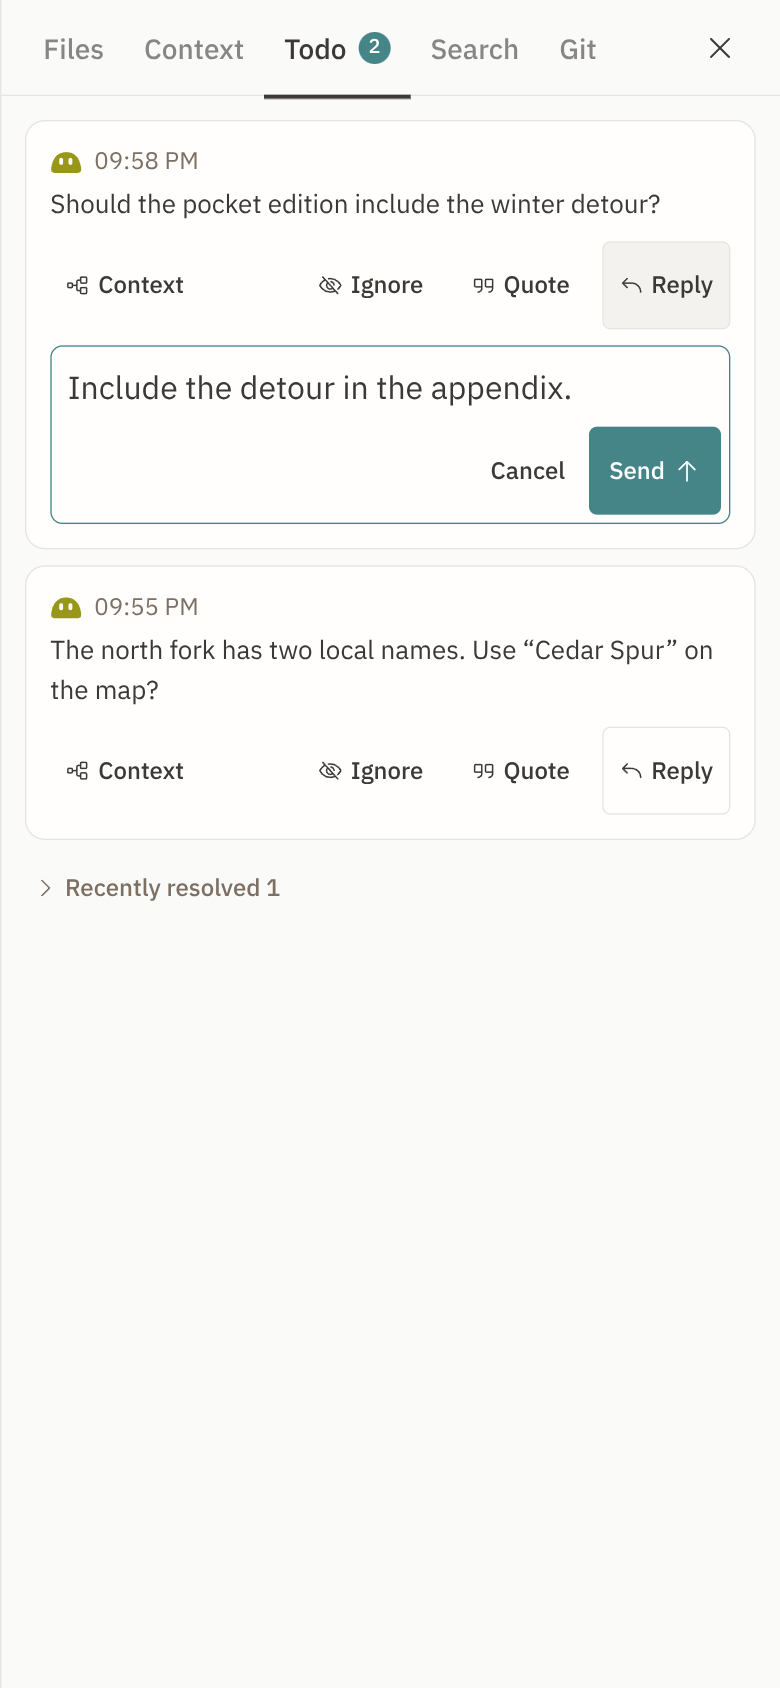 Files Context Todo 2 Search Git
09:58 PM
Should the pocket edition include the winter detour?
Context Ignore Quote Reply
Include the detour in the appendix.
Cancel Send
09:55 PM
The north fork has two local names. Use “Cedar Spur” on
the map?
Context Ignore Quote Reply
Recently resolved 1